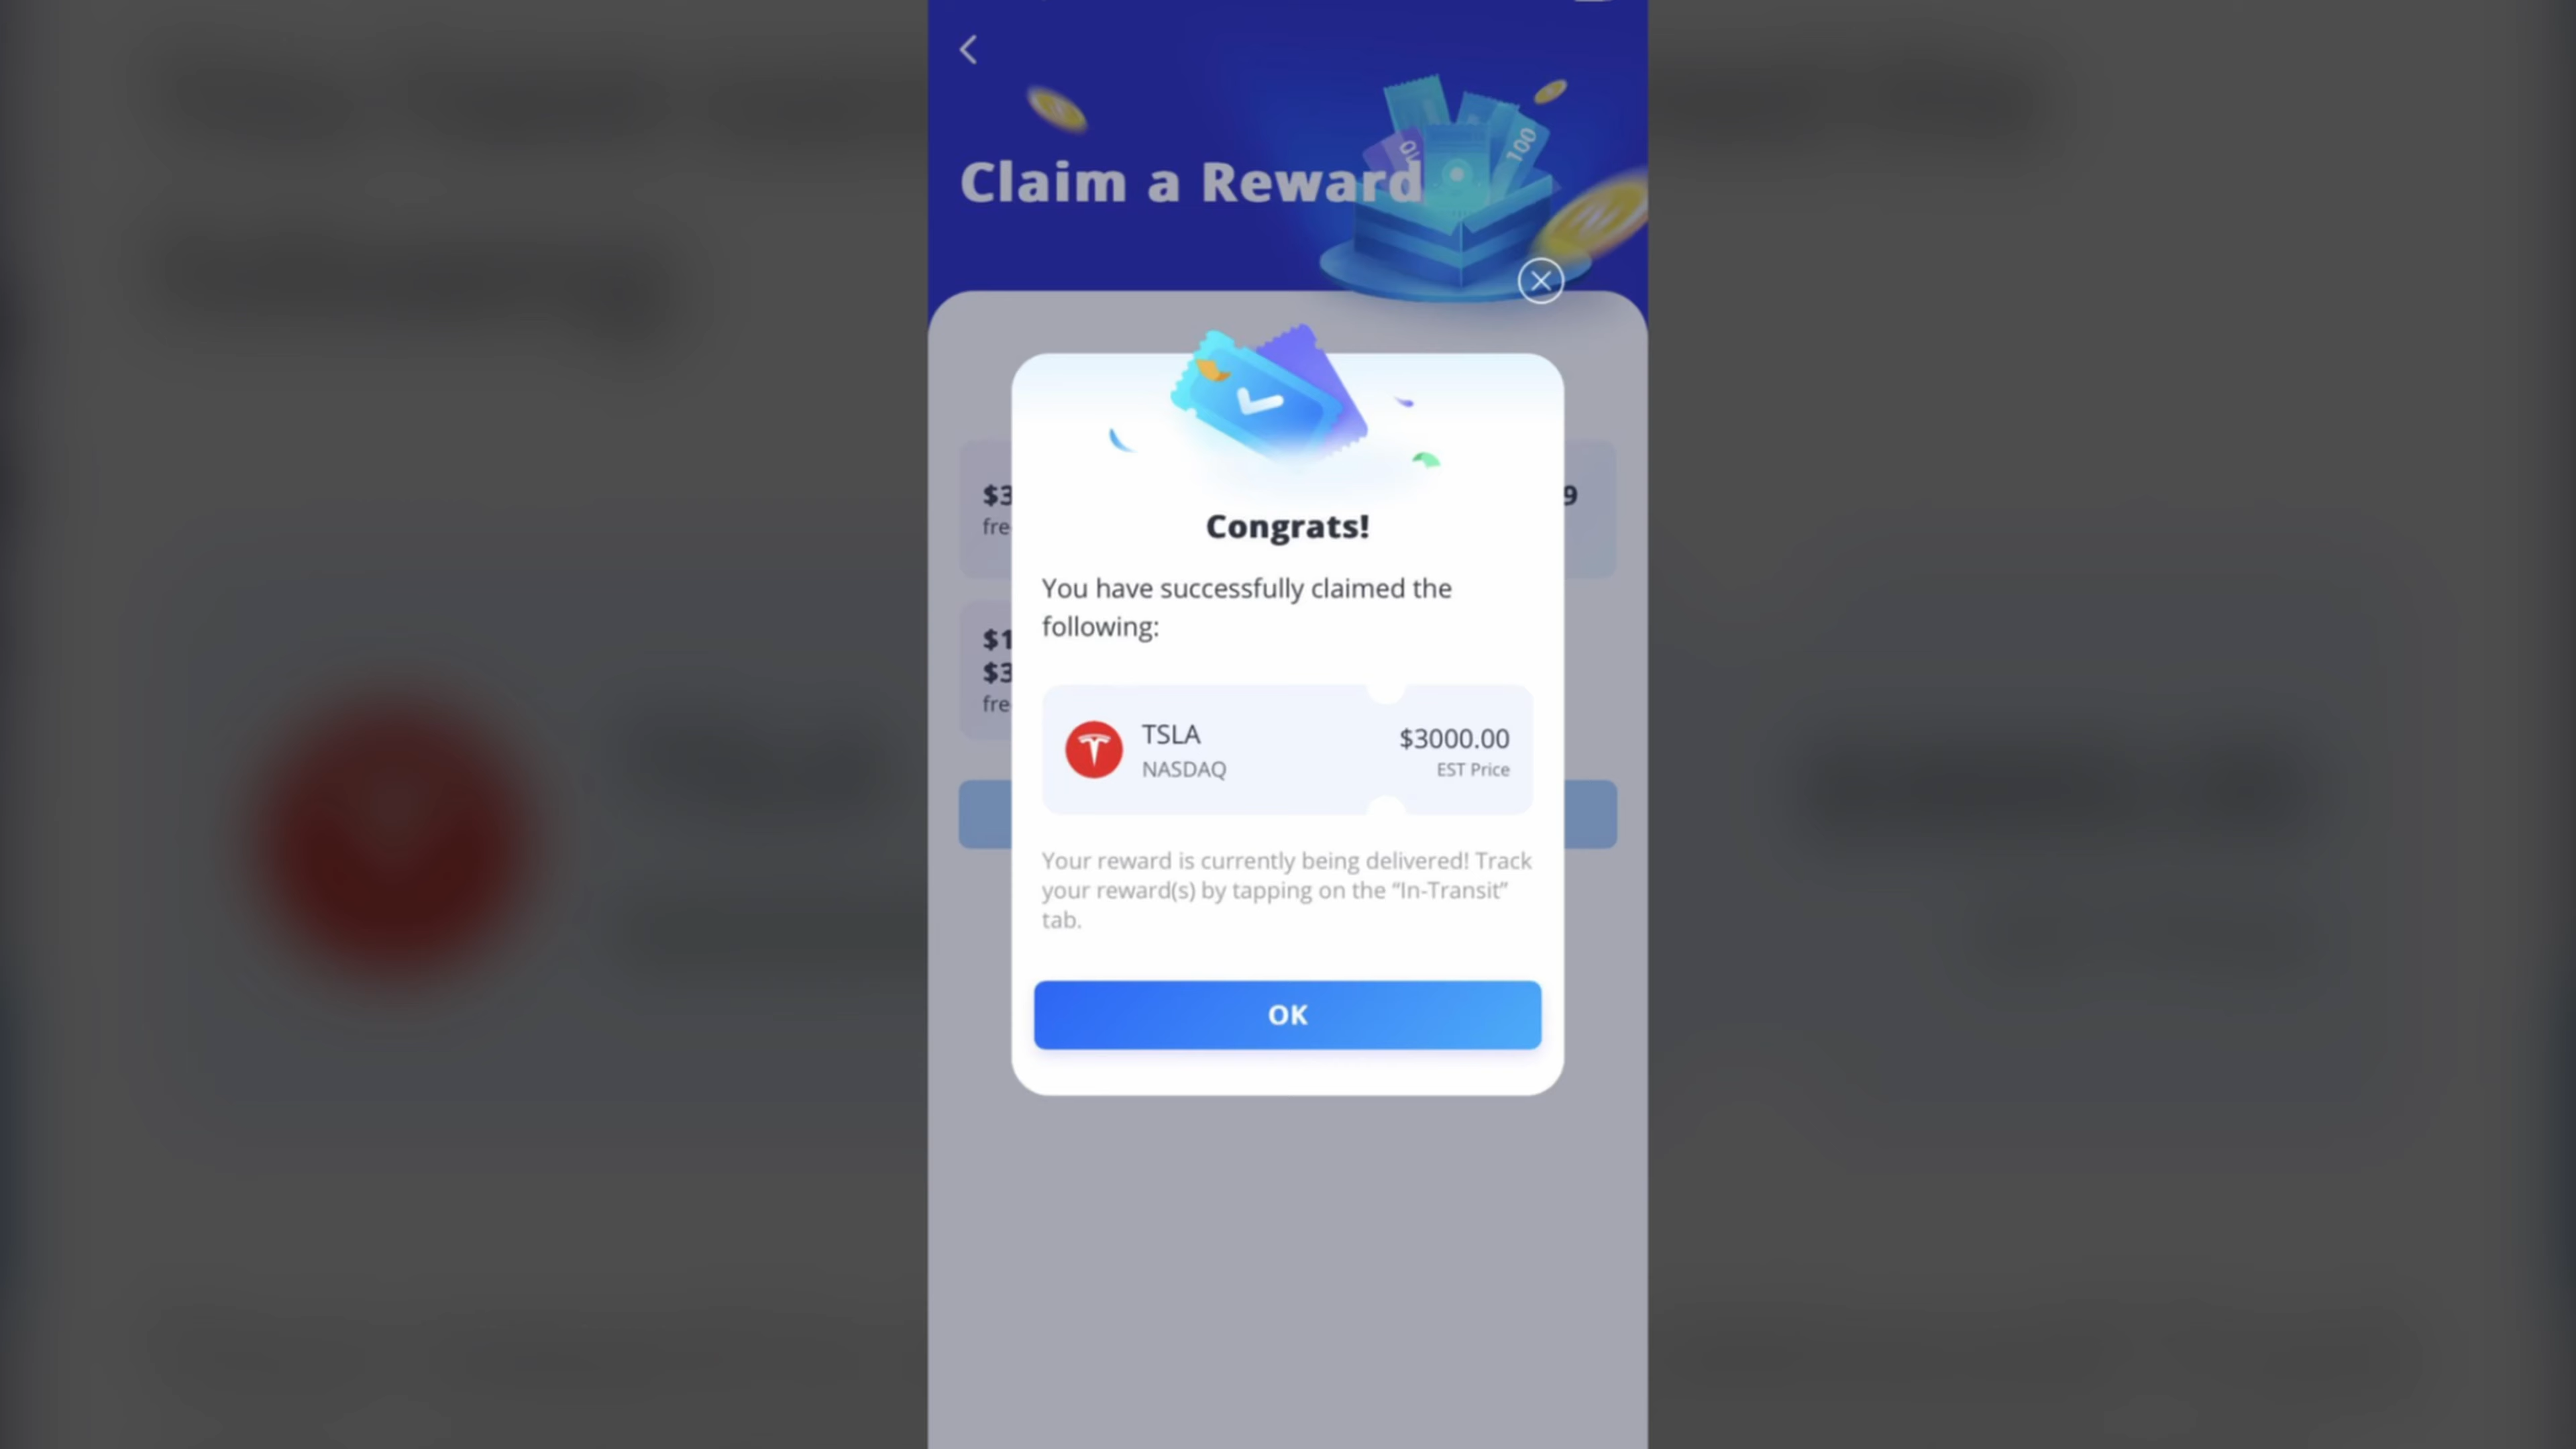 Claim a Reward
100
Congrats!
You have successfully claimed the
following:
TSLA
$3000.00
NASDAQ
EST Price
Your reward is currently being delivered! Track
your reward(s) by tapping on the “In-Transit”
tab.
OK